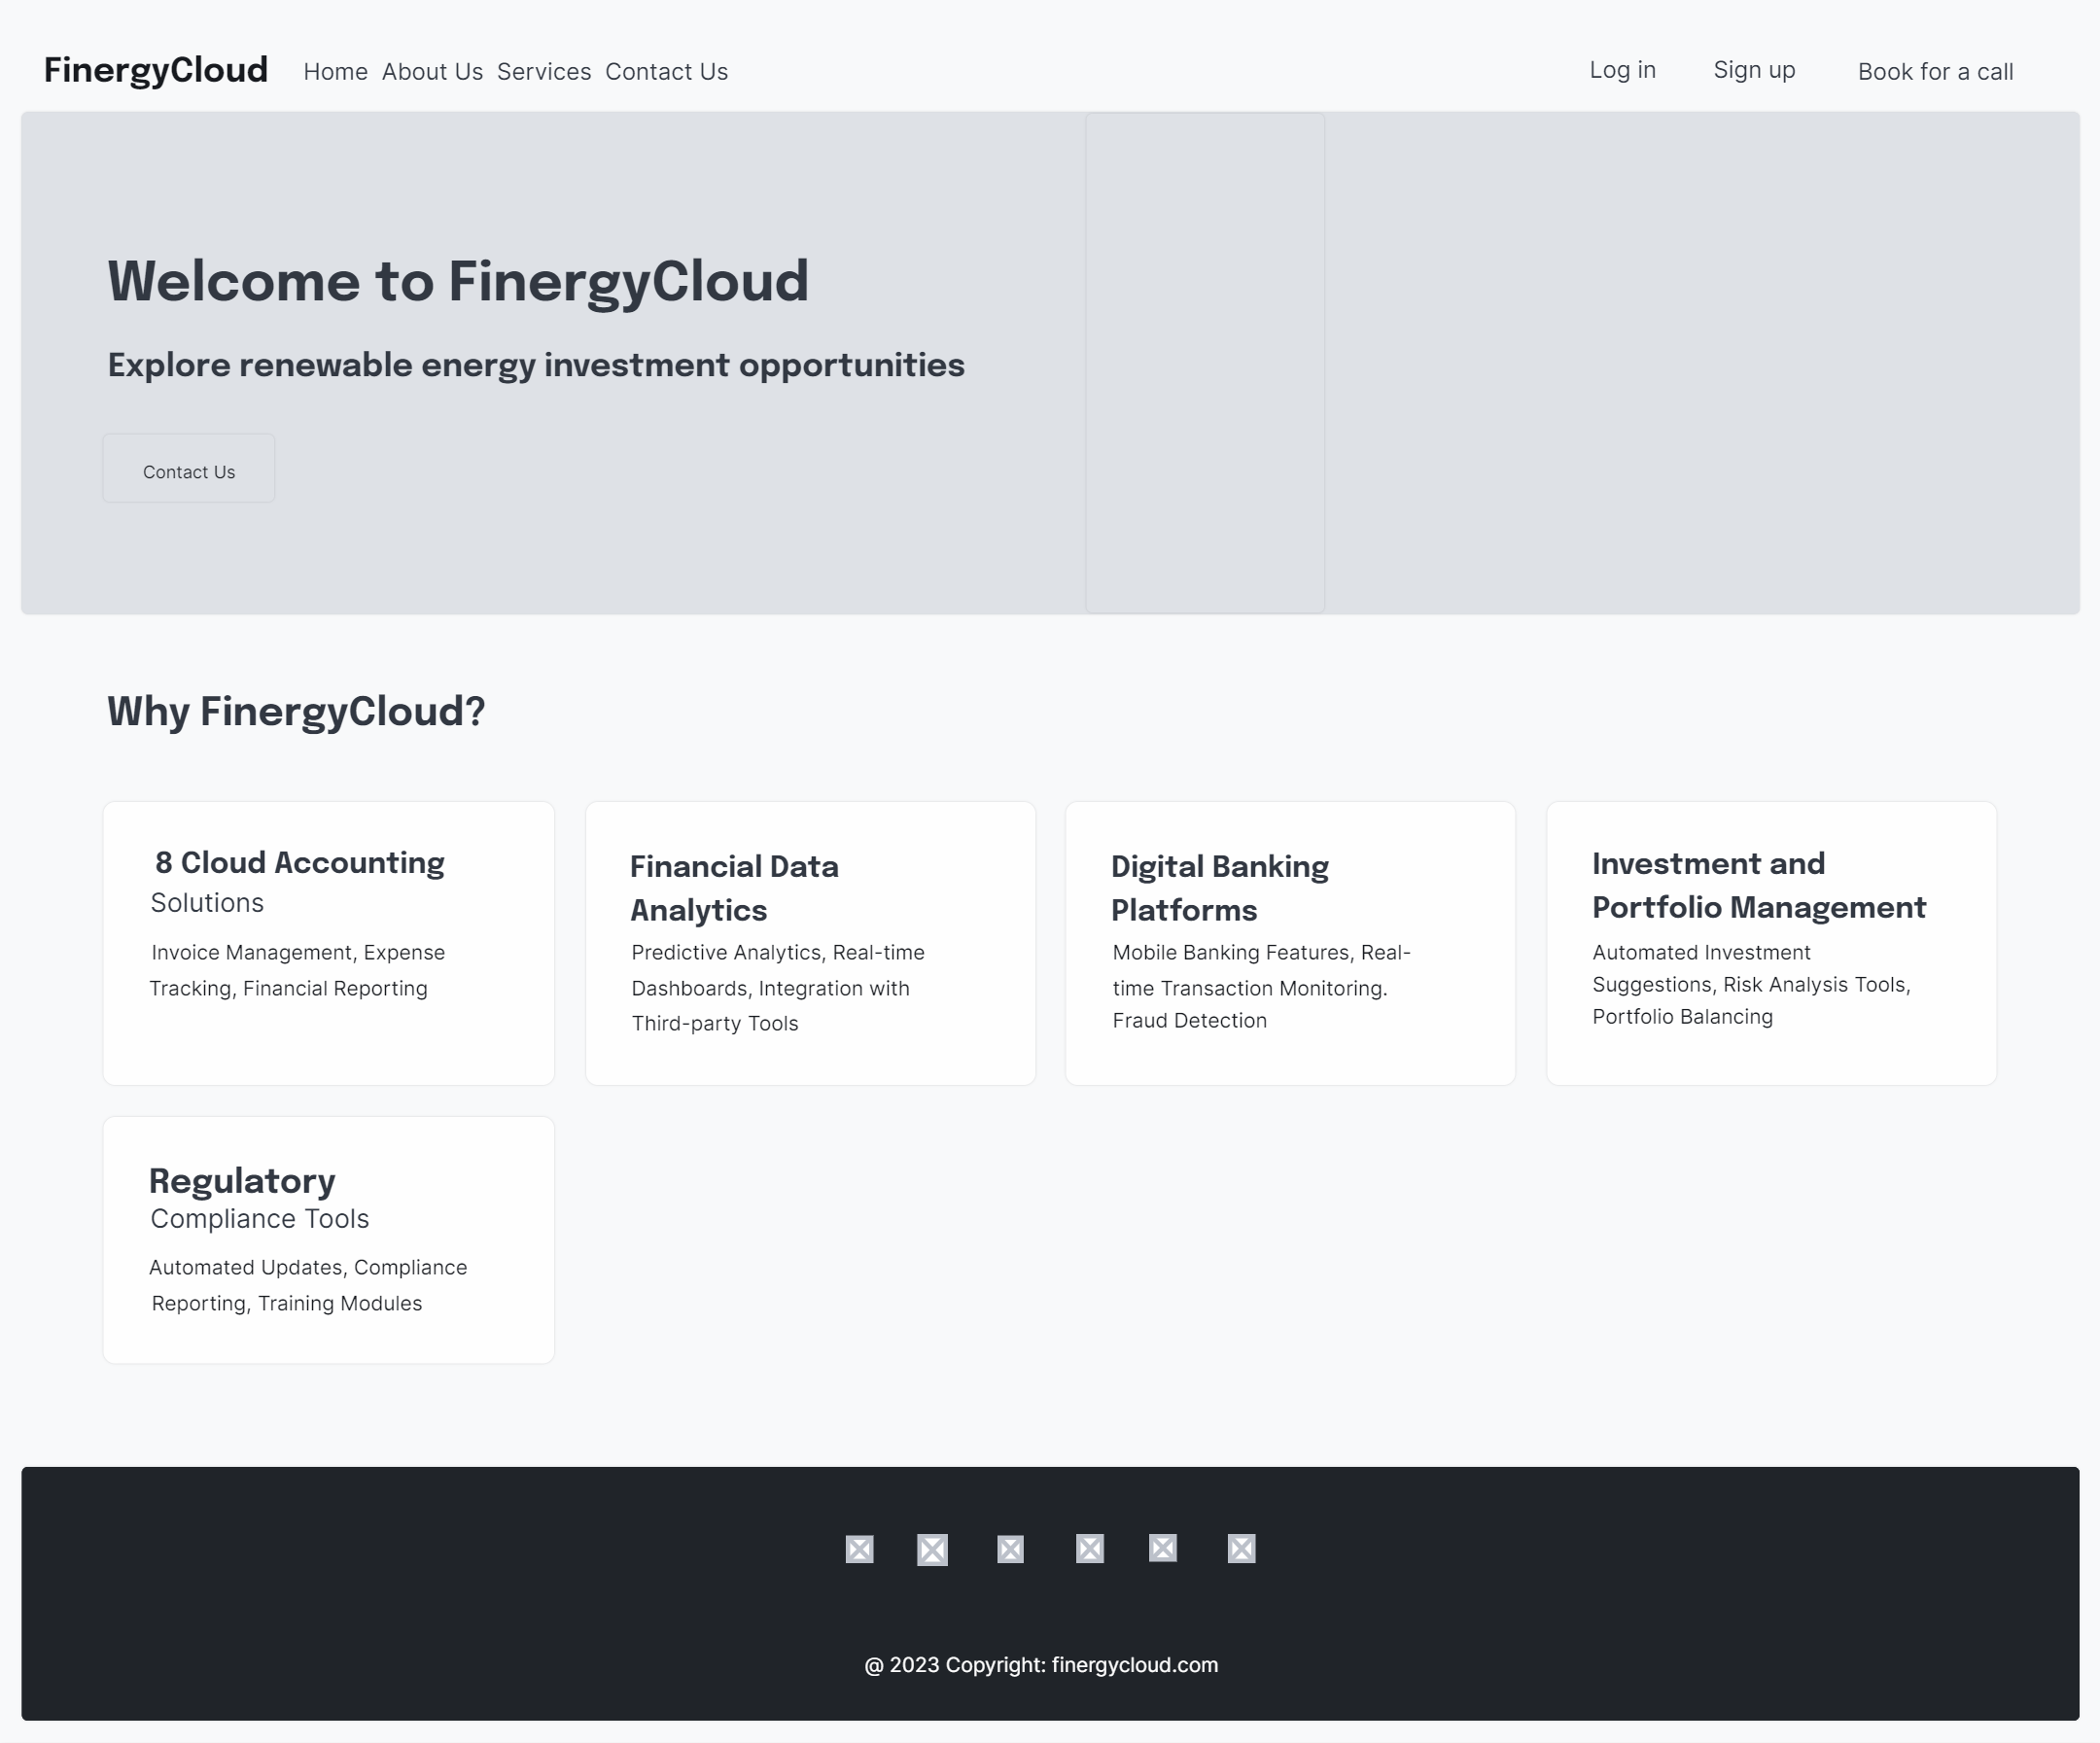 FinergyCloud Home About Us Services Contact Us Log in Sign up Book for a call
Welcome to FinergyCloud
Explore renewable energy investment opportunities
Contact Us
Why FinergyCloud?
8 Cloud Accounting
Solutions
Invoice Management, Expense
Tracking, Financial Reporting
Financial Data
Analytics
Predictive Analytics, Real-time
Dashboards, Integration with
Third-party Tools
Digital Banking
Platforms
Mobile Banking Features, Real-
time Transaction Monitoring.
Fraud Detection
Investment and
Portfolio Management
Automated Investment
Suggestions, Risk Analysis Tools,
Portfolio Balancing
Regulatory
Compliance Tools
Automated Updates, Compliance
Reporting, Training Modules
@ 2023 Copyright: finergycloud.com